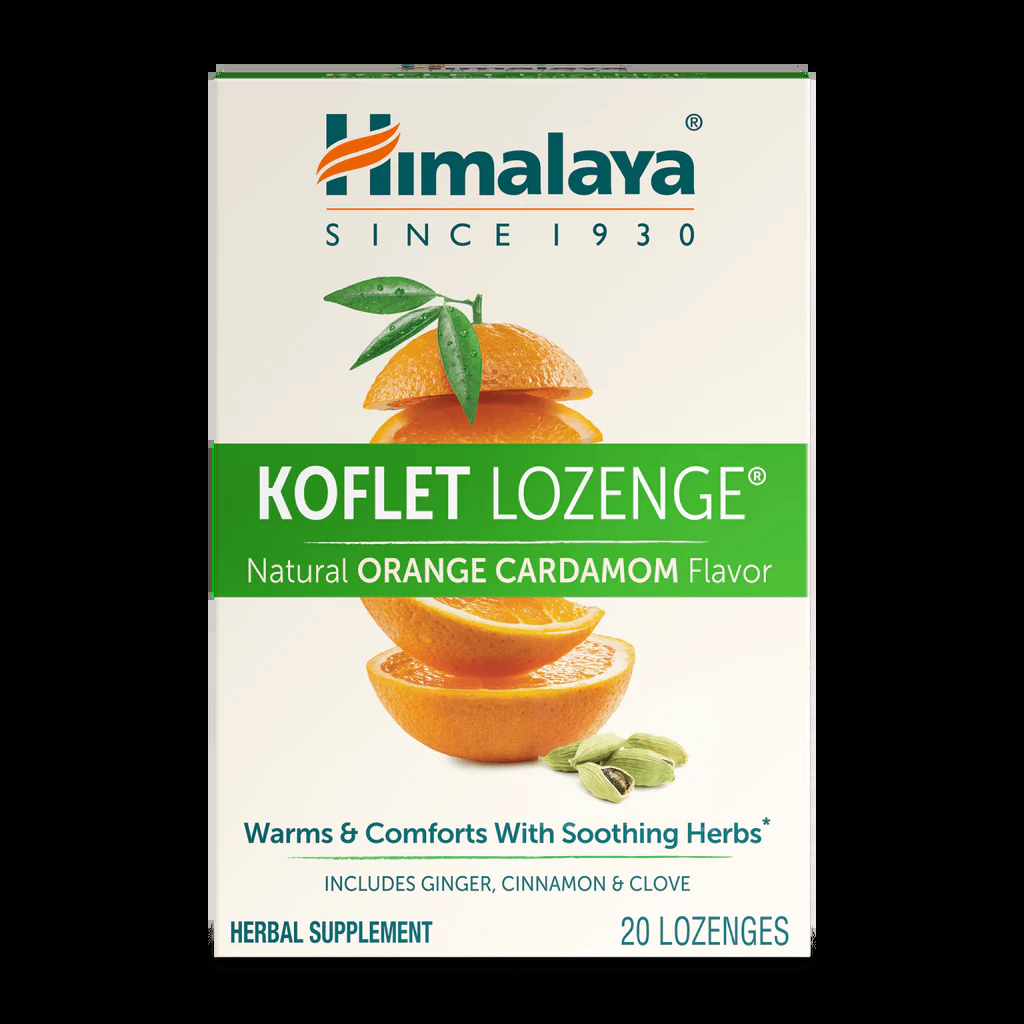 Himalaya®
SINCE 1930
KOFLET LOZENGE®
Natural ORANGE CARDAMOM Flavor
Warms & Comforts With Soothing Herbs*
INCLUDES GINGER, CINNAMON & CLOVE
HERBAL SUPPLEMENT
20 LOZENGES